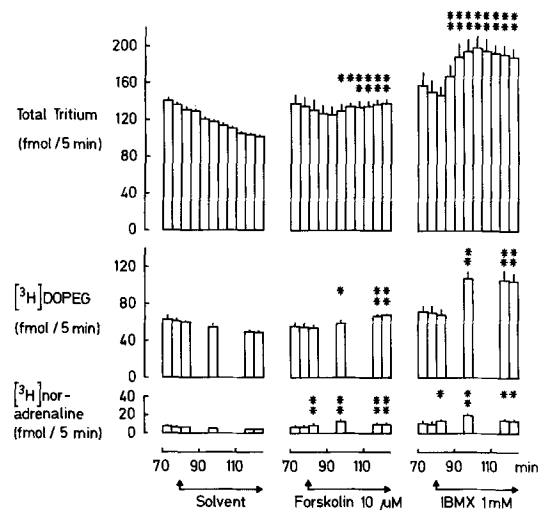 200
160
120
80
40
0
Total Tritium
(fmol / 5 min)
120
80
40
0
[³H]DOPEG
(fmol / 5 min)
40
20
0
[³H]nor-
adrenaline
(fmol / 5 min)
70 90 110 70 90 110 70 90 110 min
Solvent Forskolin 10 µM IBMX 1mM